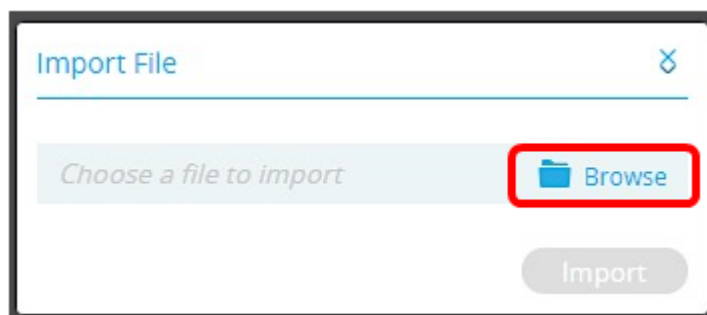 Import File
Choose a file to import
Browse
Import